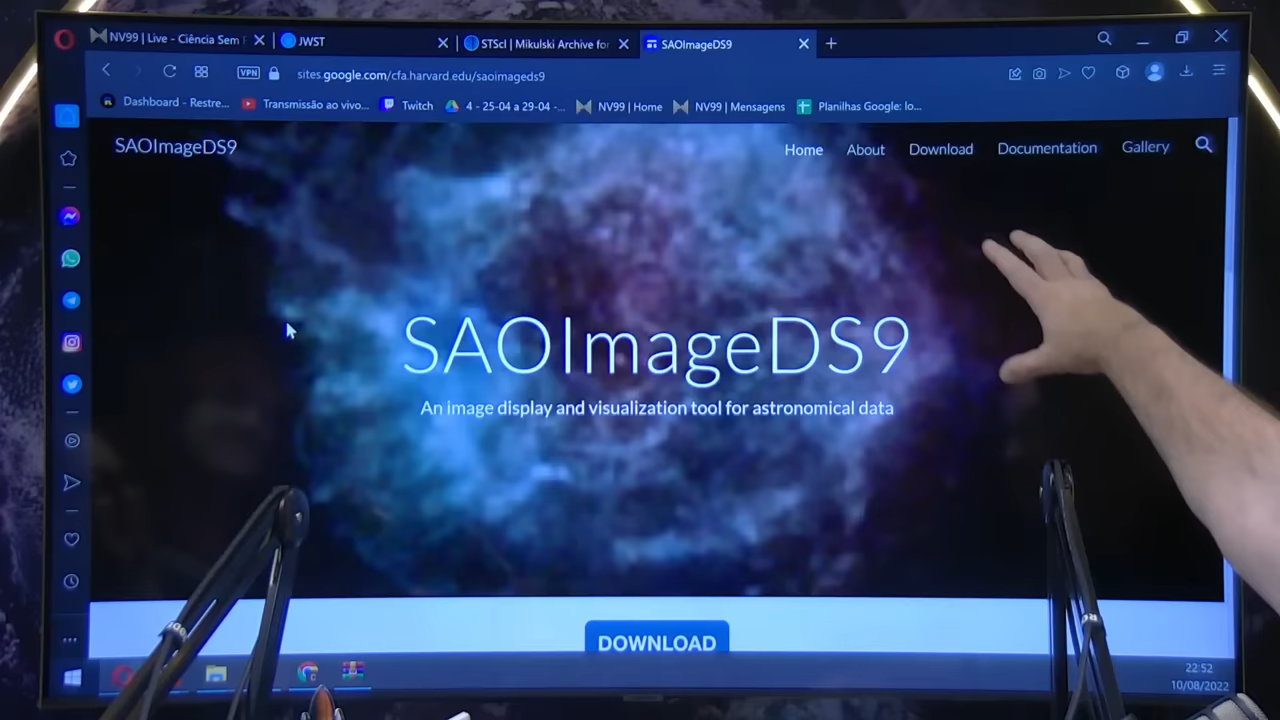 NV99 | Live - Ciência Sem
JWST
STScI | Mikulski Archive for
SAOImageDS9
VPN
sites.google.com/cfa.harvard.edu/saoimageds9
Dashboard - Restre...
Transmissão ao vivo...
Twitch
4 - 25-04 a 29-04 -...
NV99 | Home
NV99 | Mensagens
Planilhas Google: lo...
SAOImageDS9
Home
About
Download
Documentation
Gallery
SAOImageDS9
An image display and visualization tool for astronomical data
DOWNLOAD
22:52
10/08/2022